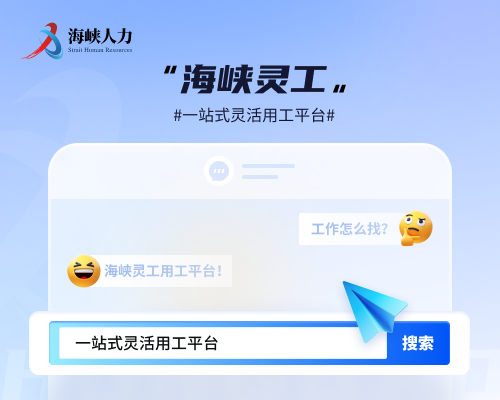 海峡人力
Strait Human Resources
“海峡灵工”
#一站式灵活用工平台#
工作怎么找？
海峡灵工用工平台！
一站式灵活用工平台
搜索